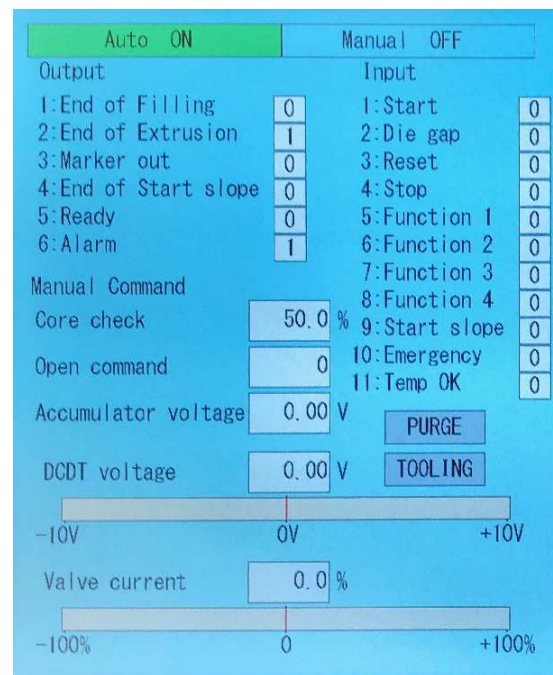 Auto ON Manual OFF
Output Input
1:End of Filling 0 1:Start 0
2:End of Extrusion 1 2:Die gap 0
3:Marker out 0 3:Reset 0
4:End of Start slope 0 4:Stop 0
5:Ready 0 5:Function 1 0
6:Alarm 1 6:Function 2 0
7:Function 3 0
Manual Command 8:Function 4 0
Core check 50.0 % 9:Start slope 0
Open command 0 10:Emergency 0
11:Temp OK 0
Accumulator voltage 0.00 V PURGE
DCDT voltage 0.00 V TOOLING
-10V 0V +10V
Valve current 0.0 %
-100% 0 +100%